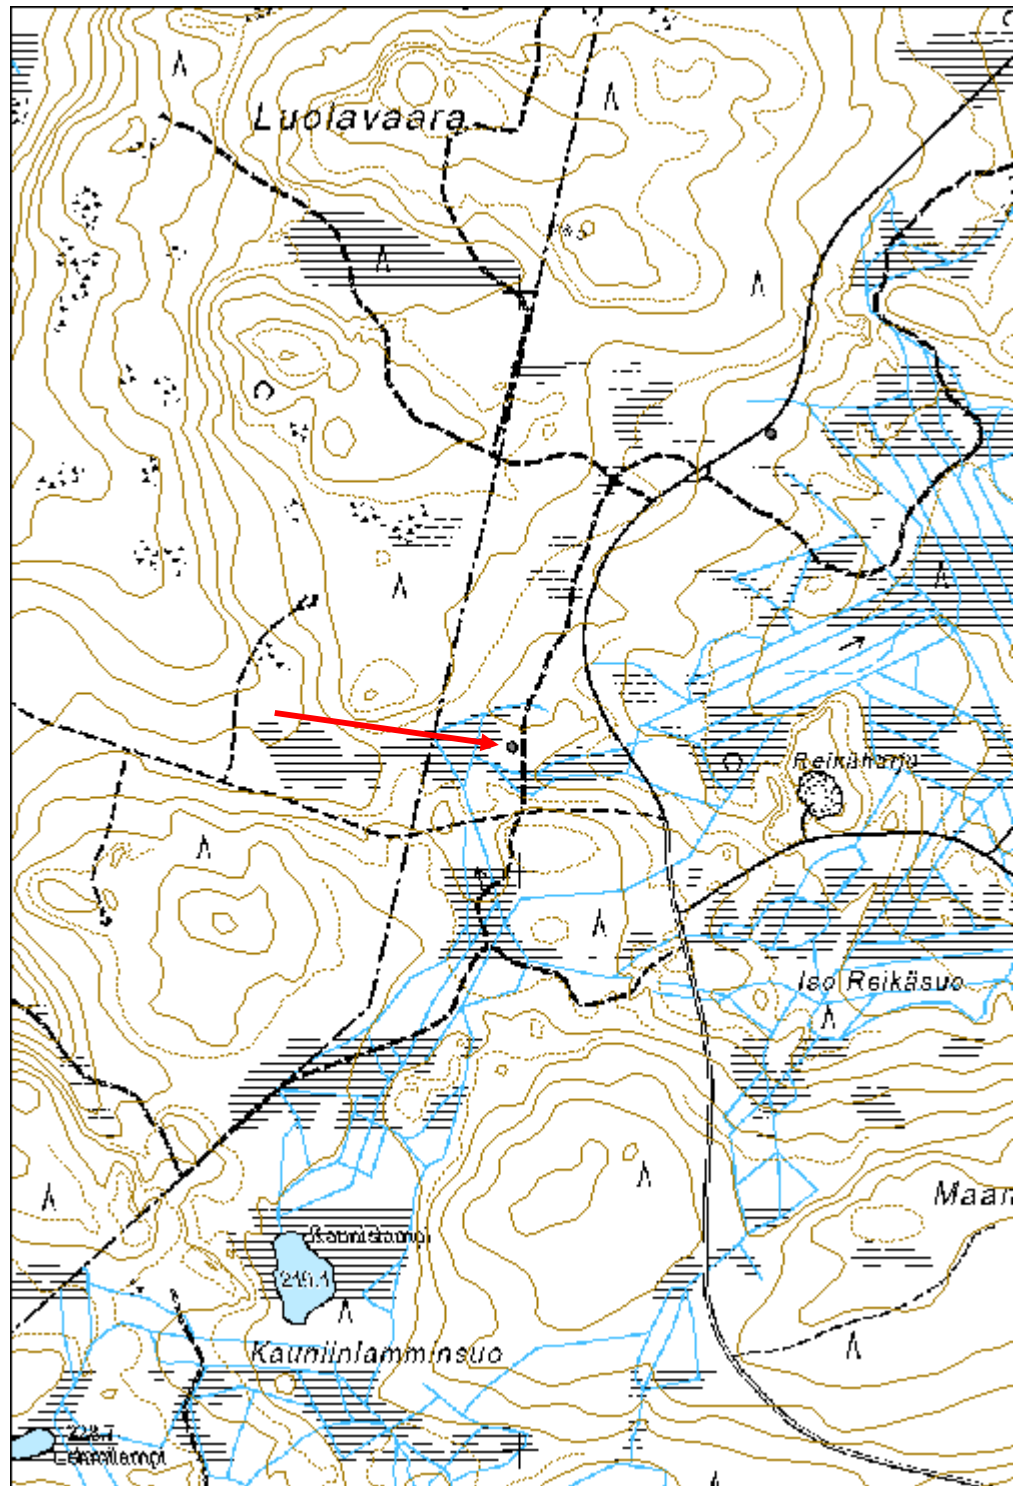 Luolavaara
Reikäharju
Iso Reikäsuo
Maan
219.1
Kauniinlamminsuo